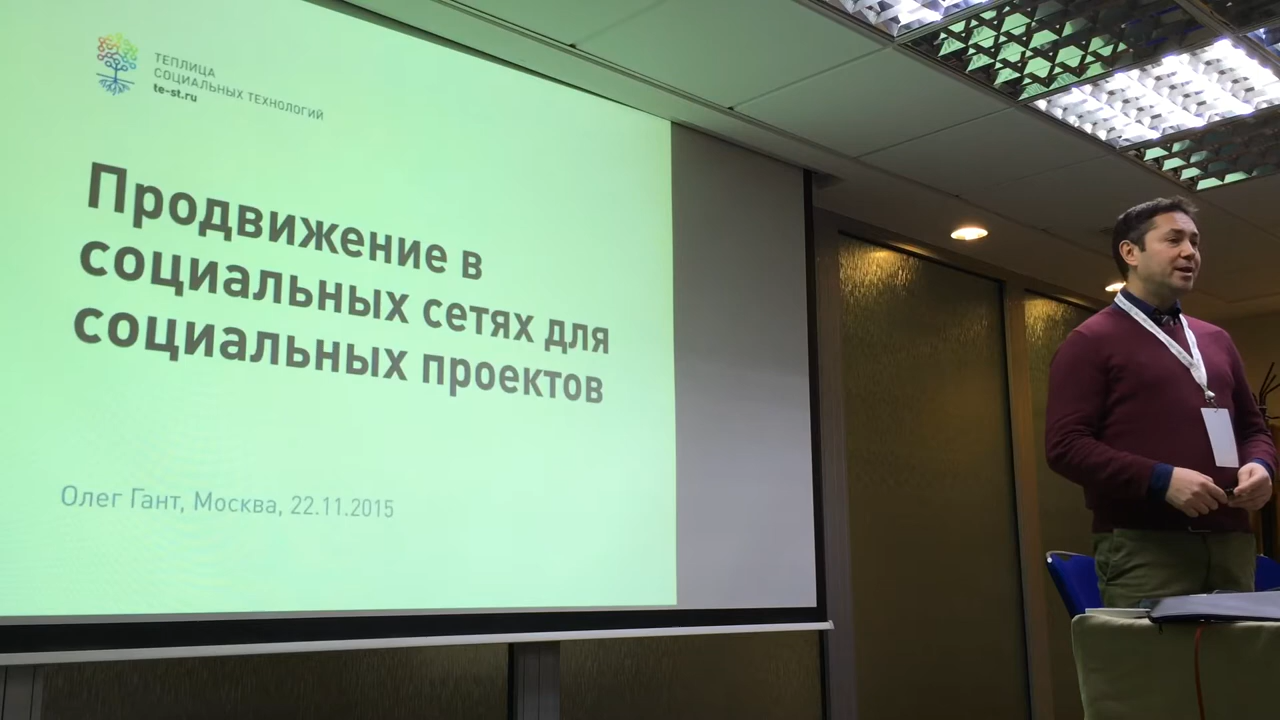 ТЕПЛИЦА
СОЦИАЛЬНЫХ ТЕХНОЛОГИЙ
te-st.ru
Продвижение в
социальных сетях для
социальных проектов
Олег Гант, Москва, 22.11.2015